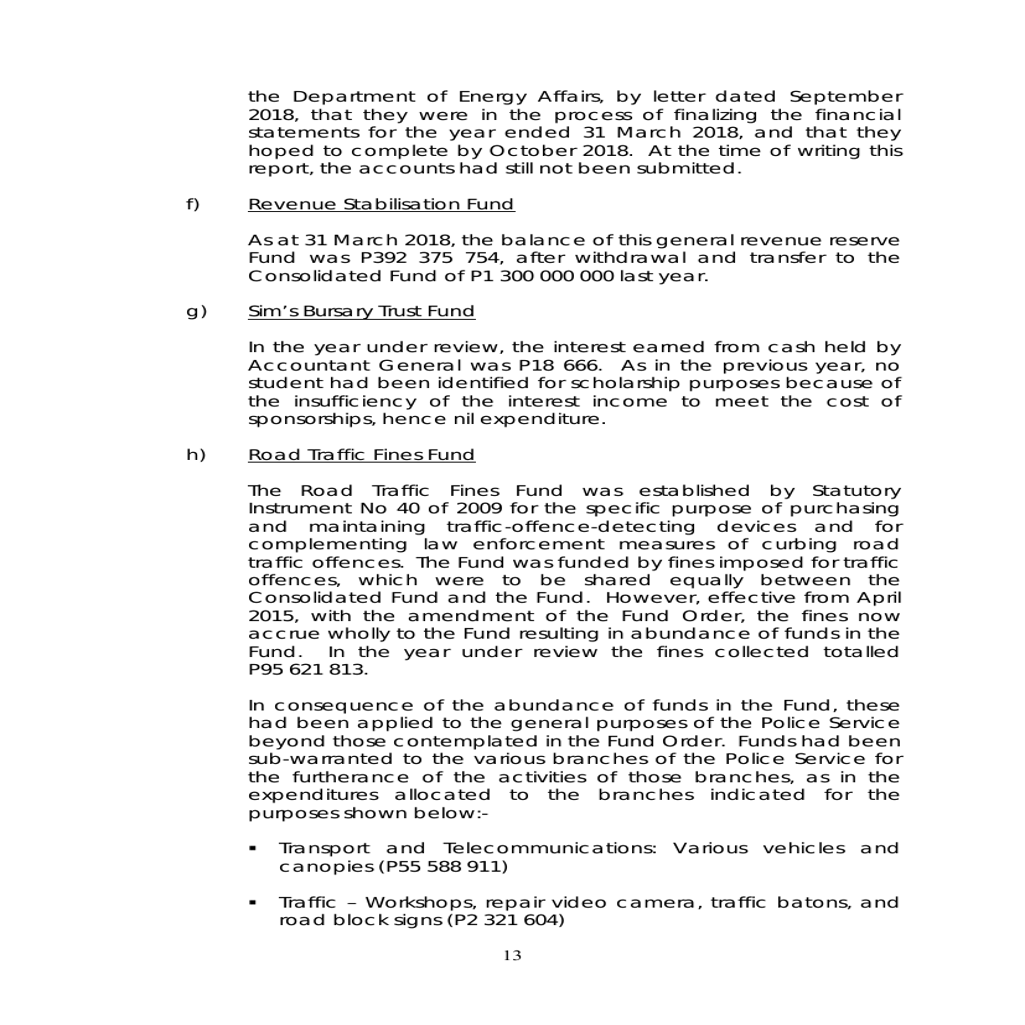 the Department of Energy Affairs, by letter dated September
2018, that they were in the process of finalizing the financial
statements for the year ended 31 March 2018, and that they
hoped to complete by October 2018. At the time of writing this
report, the accounts had still not been submitted.
f) Revenue Stabilisation Fund
As at 31 March 2018, the balance of this general revenue reserve
Fund was P392 375 754, after withdrawal and transfer to the
Consolidated Fund of P1 300 000 000 last year.
g) Sim's Bursary Trust Fund
In the year under review, the interest earned from cash held by
Accountant General was P18 666. As in the previous year, no
student had been identified for scholarship purposes because of
the insufficiency of the interest income to meet the cost of
sponsorships, hence nil expenditure.
h) Road Traffic Fines Fund
The Road Traffic Fines Fund was established by Statutory
Instrument No 40 of 2009 for the specific purpose of purchasing
and maintaining traffic-offence-detecting devices and for
complementing law enforcement measures of curbing road
traffic offences. The Fund was funded by fines imposed for traffic
offences, which were to be shared equally between the
Consolidated Fund and the Fund. However, effective from April
2015, with the amendment of the Fund Order, the fines now
accrue wholly to the Fund resulting in abundance of funds in the
Fund. In the year under review the fines collected totalled
P95 621 813.
In consequence of the abundance of funds in the Fund, these
had been applied to the general purposes of the Police Service
beyond those contemplated in the Fund Order. Funds had been
sub-warranted to the various branches of the Police Service for
the furtherance of the activities of those branches, as in the
expenditures allocated to the branches indicated for the
purposes shown below:-
▪ Transport and Telecommunications: Various vehicles and
canopies (P55 588 911)
▪ Traffic – Workshops, repair video camera, traffic batons, and
road block signs (P2 321 604)
13